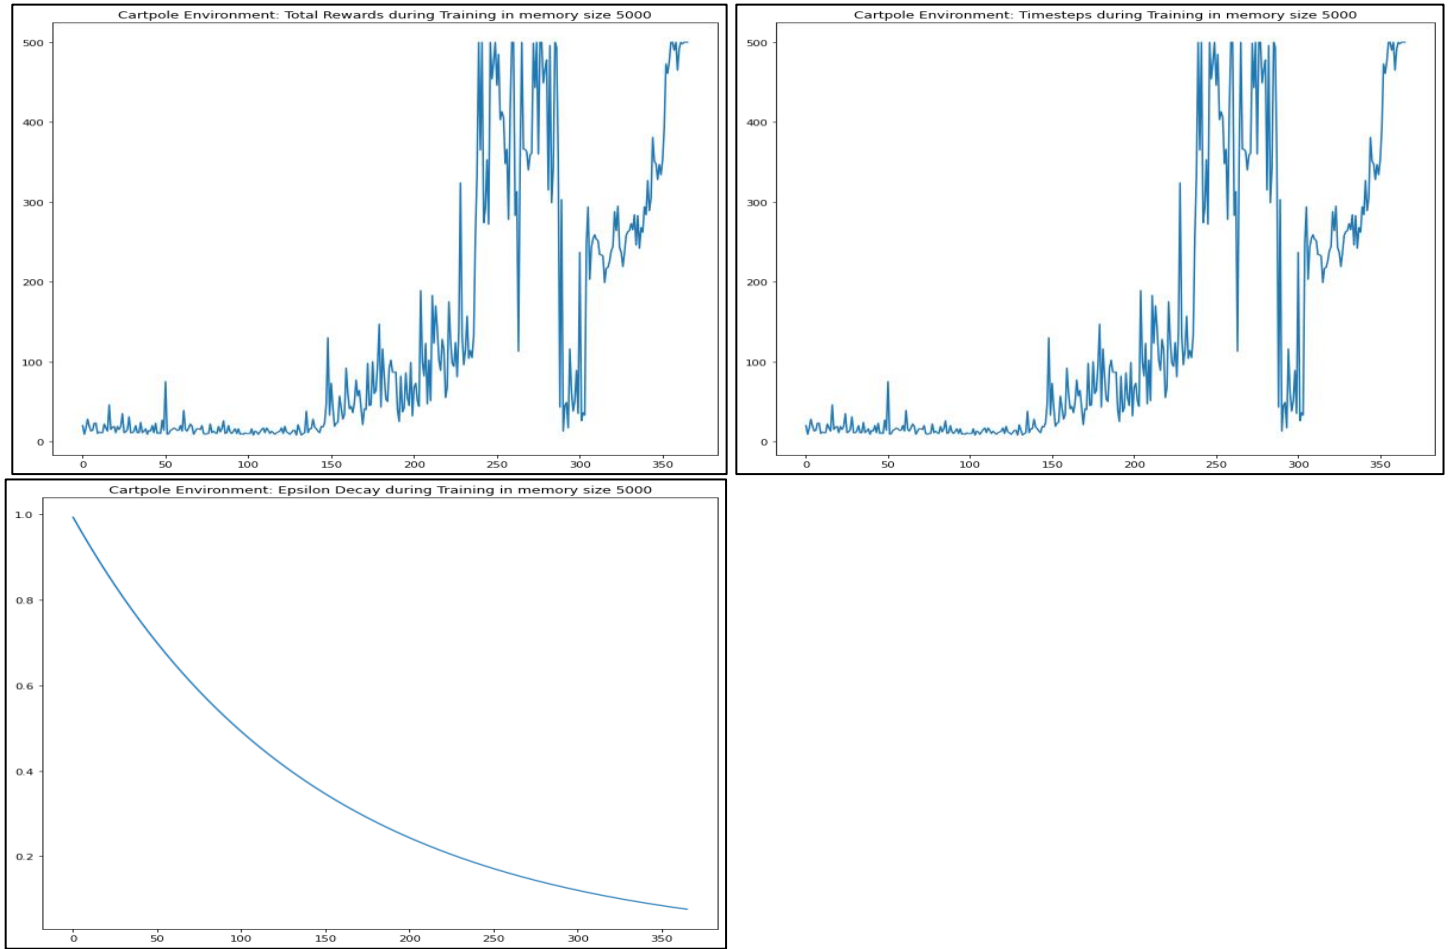 Cartpole Environment: Total Rewards during Training in memory size 5000
500
400
300
200
100
0
0 50 100 150 200 250 300 350
Cartpole Environment: Timesteps during Training in memory size 5000
500
400
300
200
100
0
0 50 100 150 200 250 300 350
Cartpole Environment: Epsilon Decay during Training in memory size 5000
1.0
0.8
0.6
0.4
0.2
0 50 100 150 200 250 300 350